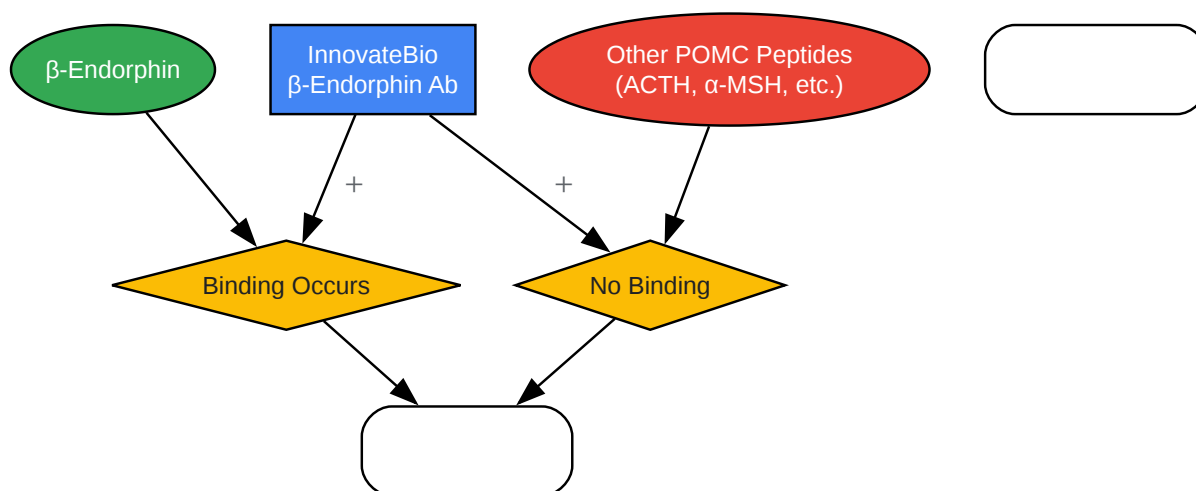 β-Endorphin
InnovateBio
β-Endorphin Ab
Other POMC Peptides
(ACTH, α-MSH, etc.)
+
+
Binding Occurs
No Binding